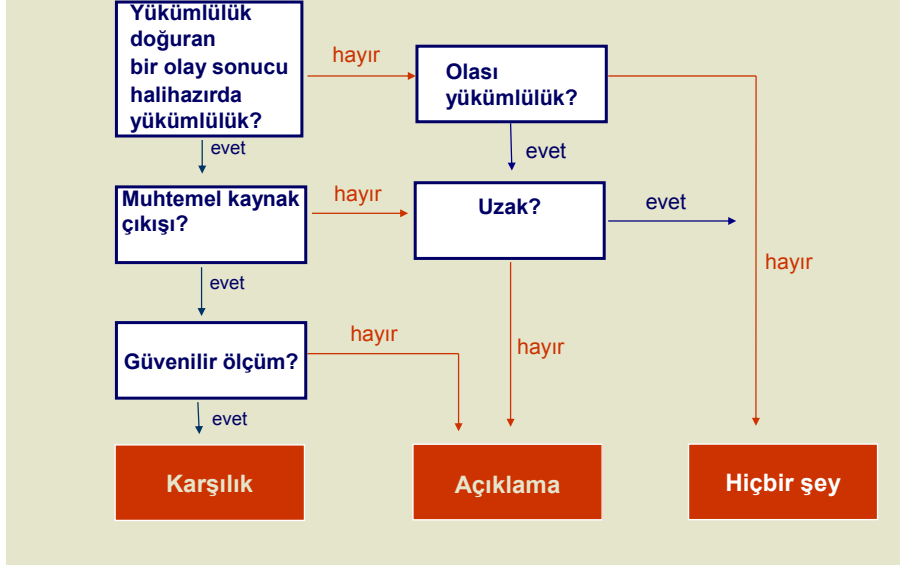 Yükümlülük
doğuran
bir olay sonucu
halihazırda
yükümlülük?
hayır
Olası
yükümlülük?
evet
evet
Muhtemel kaynak
çıkışı?
hayır
Uzak?
evet
hayır
evet
Güvenilir ölçüm?
hayır
hayır
evet
Karşılık
Açıklama
Hiçbir şey